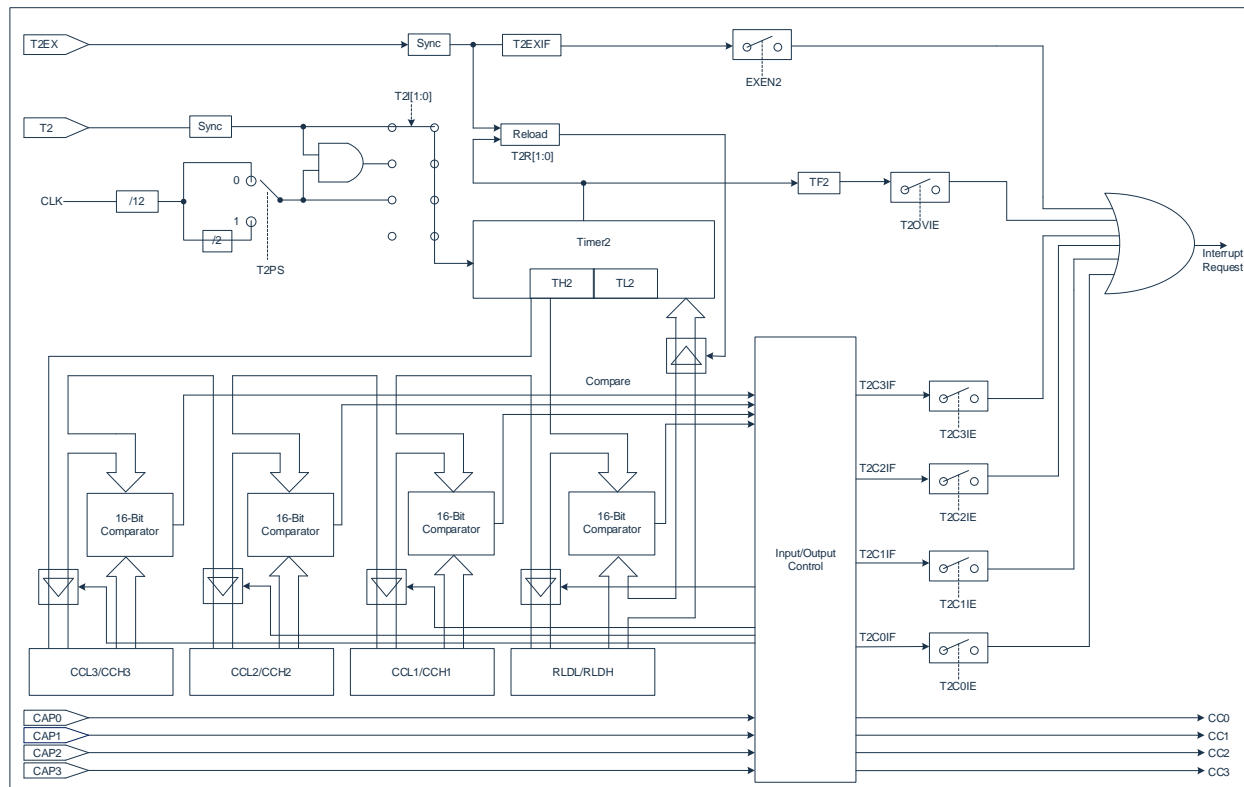 T2EX
Sync
T2EXIF
EXEN2
T2I[1:0]
T2
Sync
Reload
T2R[1:0]
TF2
T2OVIE
CLK
/12
0
1
/2
T2PS
Timer2
TH2
TL2
Interrupt
Request
Compare
T2C3IF
T2C3IE
T2C2IF
T2C2IE
T2C1IF
T2C1IE
T2C0IF
T2C0IE
16-Bit
Comparator
16-Bit
Comparator
16-Bit
Comparator
16-Bit
Comparator
Input/Output
Control
CCL3/CCH3
CCL2/CCH2
CCL1/CCH1
RLDL/RLDH
CAP0
CAP1
CAP2
CAP3
CC0
CC1
CC2
CC3